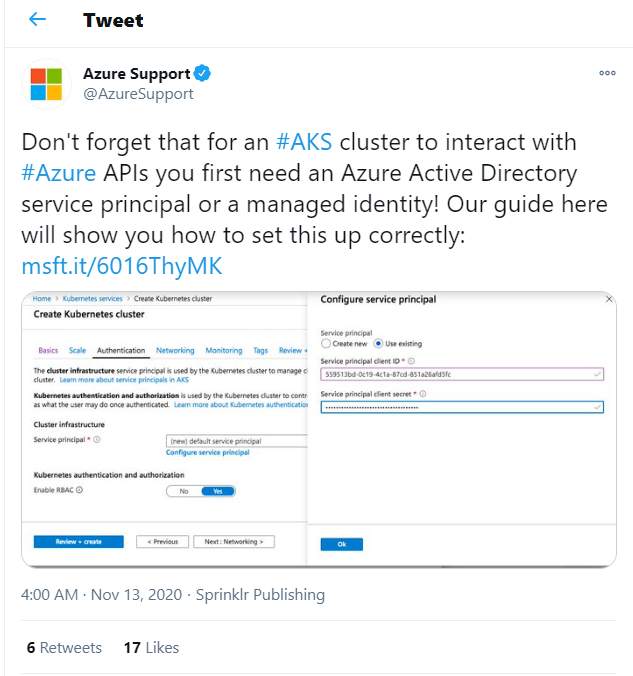 Tweet
Azure Support
@AzureSupport
Don't forget that for an #AKS cluster to interact with
#Azure APIs you first need an Azure Active Directory
service principal or a managed identity! Our guide here
will show you how to set this up correctly:
msft.it/6016ThyMK
Home > Kubernetes services > Create Kubernetes cluster
Create Kubernetes cluster
Basics Scale Authentication Networking Monitoring Tags Review +
The cluster infrastructure service principal is used by the Kubernetes cluster to manage c
cluster. Learn more about service principals in AKS
Kubernetes authentication and authorization is used by the Kubernetes cluster to contr
as what the user may do once authenticated. Learn more about Kubernetes authentication
Cluster infrastructure
Service principal *
(new) default service principal
Configure service principal
Kubernetes authentication and authorization
Enable RBAC
No Yes
Review + create
< Previous
Next : Networking >
Configure service principal
Service principal
Create new Use existing
Service principal client ID *
559513bd-0c19-4c1a-87cd-851a26afd5fc
Service principal client secret *
Ok
4:00 AM · Nov 13, 2020 · Sprinklr Publishing
6 Retweets 17 Likes